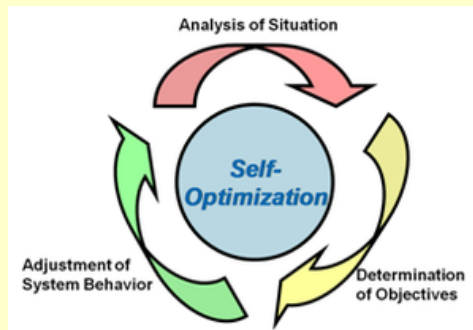 Analysis of Situation
Self-
Optimization
Adjustment of
System Behavior
Determination
of Objectives